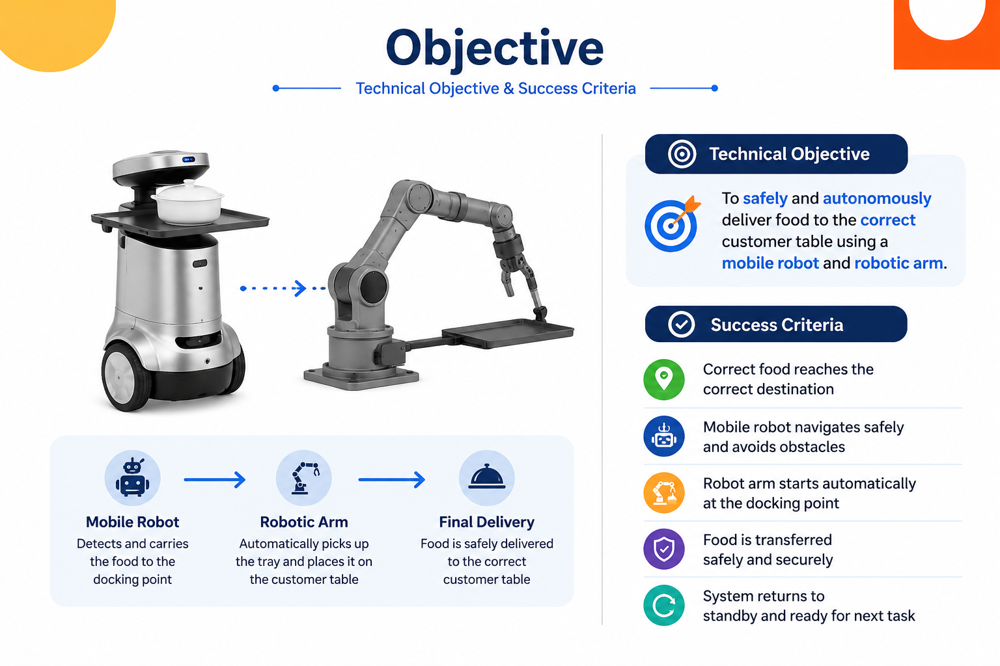 Objective
Technical Objective & Success Criteria
Technical Objective
To safely and autonomously
deliver food to the correct
customer table using a
mobile robot and robotic arm.
Success Criteria
Correct food reaches the
correct destination
Mobile robot navigates safely
and avoids obstacles
Robot arm starts automatically
at the docking point
Food is transferred
safely and securely
System returns to
standby and ready for next task
Mobile Robot
Detects and carries
the food to the
docking point
Robotic Arm
Automatically picks up
the tray and places it on
the customer table
Final Delivery
Food is safely delivered
to the correct
customer table